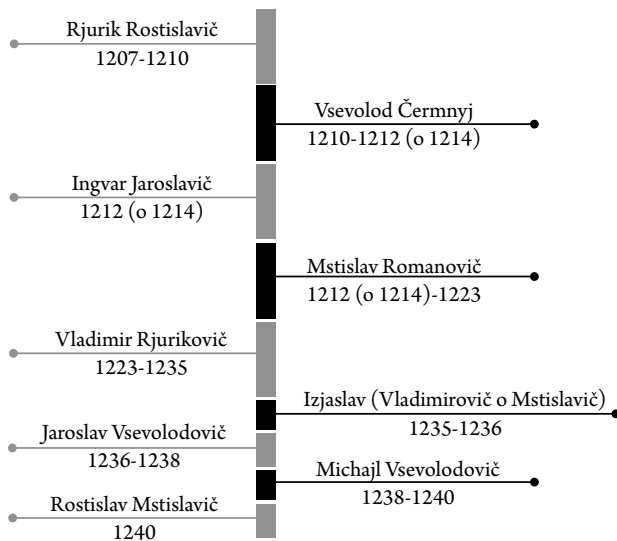 Rjurik Rostislavič
1207-1210
Vsevolod Čermnyj
1210-1212 (o 1214)
Ingvar Jaroslavič
1212 (o 1214)
Mstislav Romanovič
1212 (o 1214)-1223
Vladimir Rjurikovič
1223-1235
Izjaslav (Vladimirovič o Mstislavič)
1235-1236
Jaroslav Vsevolodovič
1236-1238
Michajl Vsevolodovič
1238-1240
Rostislav Mstislavič
1240